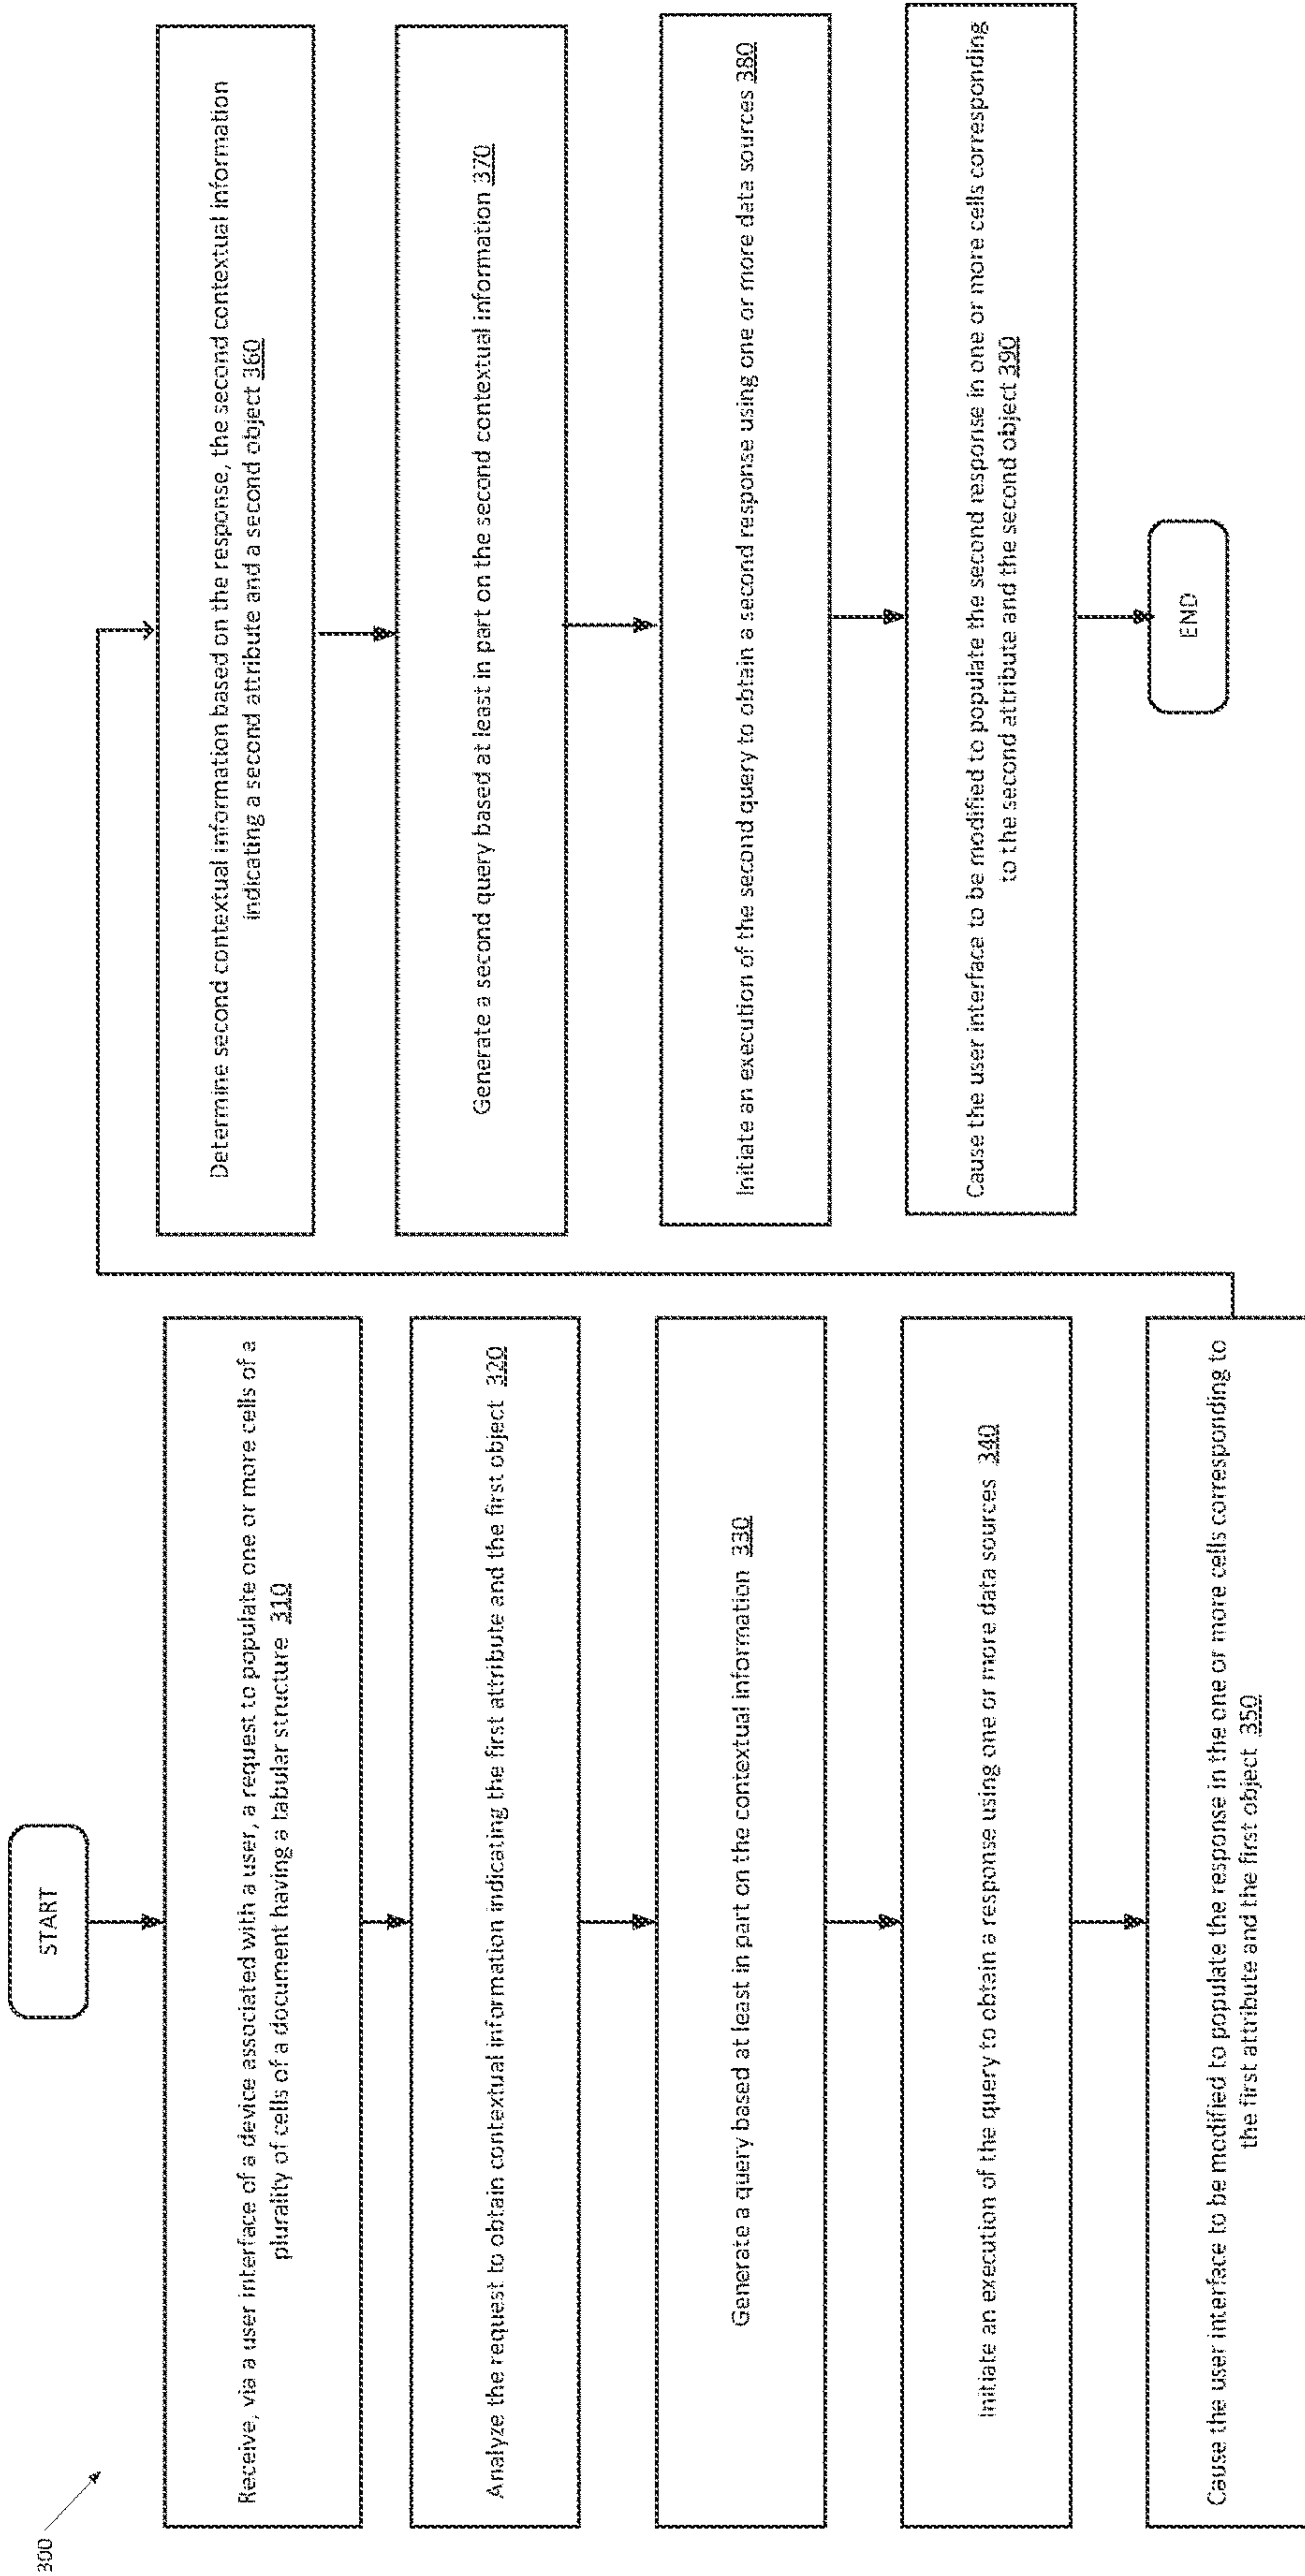 300
START
Receive, via a user interface of a device associated with a user, a request to populate one or more cells of a
plurality of cells of a document having a tabular structure 310
Analyze the request to obtain contextual information indicating the first attribute and the first object 320
Generate a query based at least in part on the contextual information 330
Initiate an execution of the query to obtain a response using one or more data sources 340
Cause the user interface to be modified to populate the response in the one or more cells corresponding to
the first attribute and the first object 350
Determine second contextual information based on the response, the second contextual information
indicating a second attribute and a second object 360
Generate a second query based at least in part on the second contextual information 370
Initiate an execution of the second query to obtain a second response using one or more data sources 380
Cause the user interface to be modified to populate the second response in one or more cells corresponding
to the second attribute and the second object 390
END